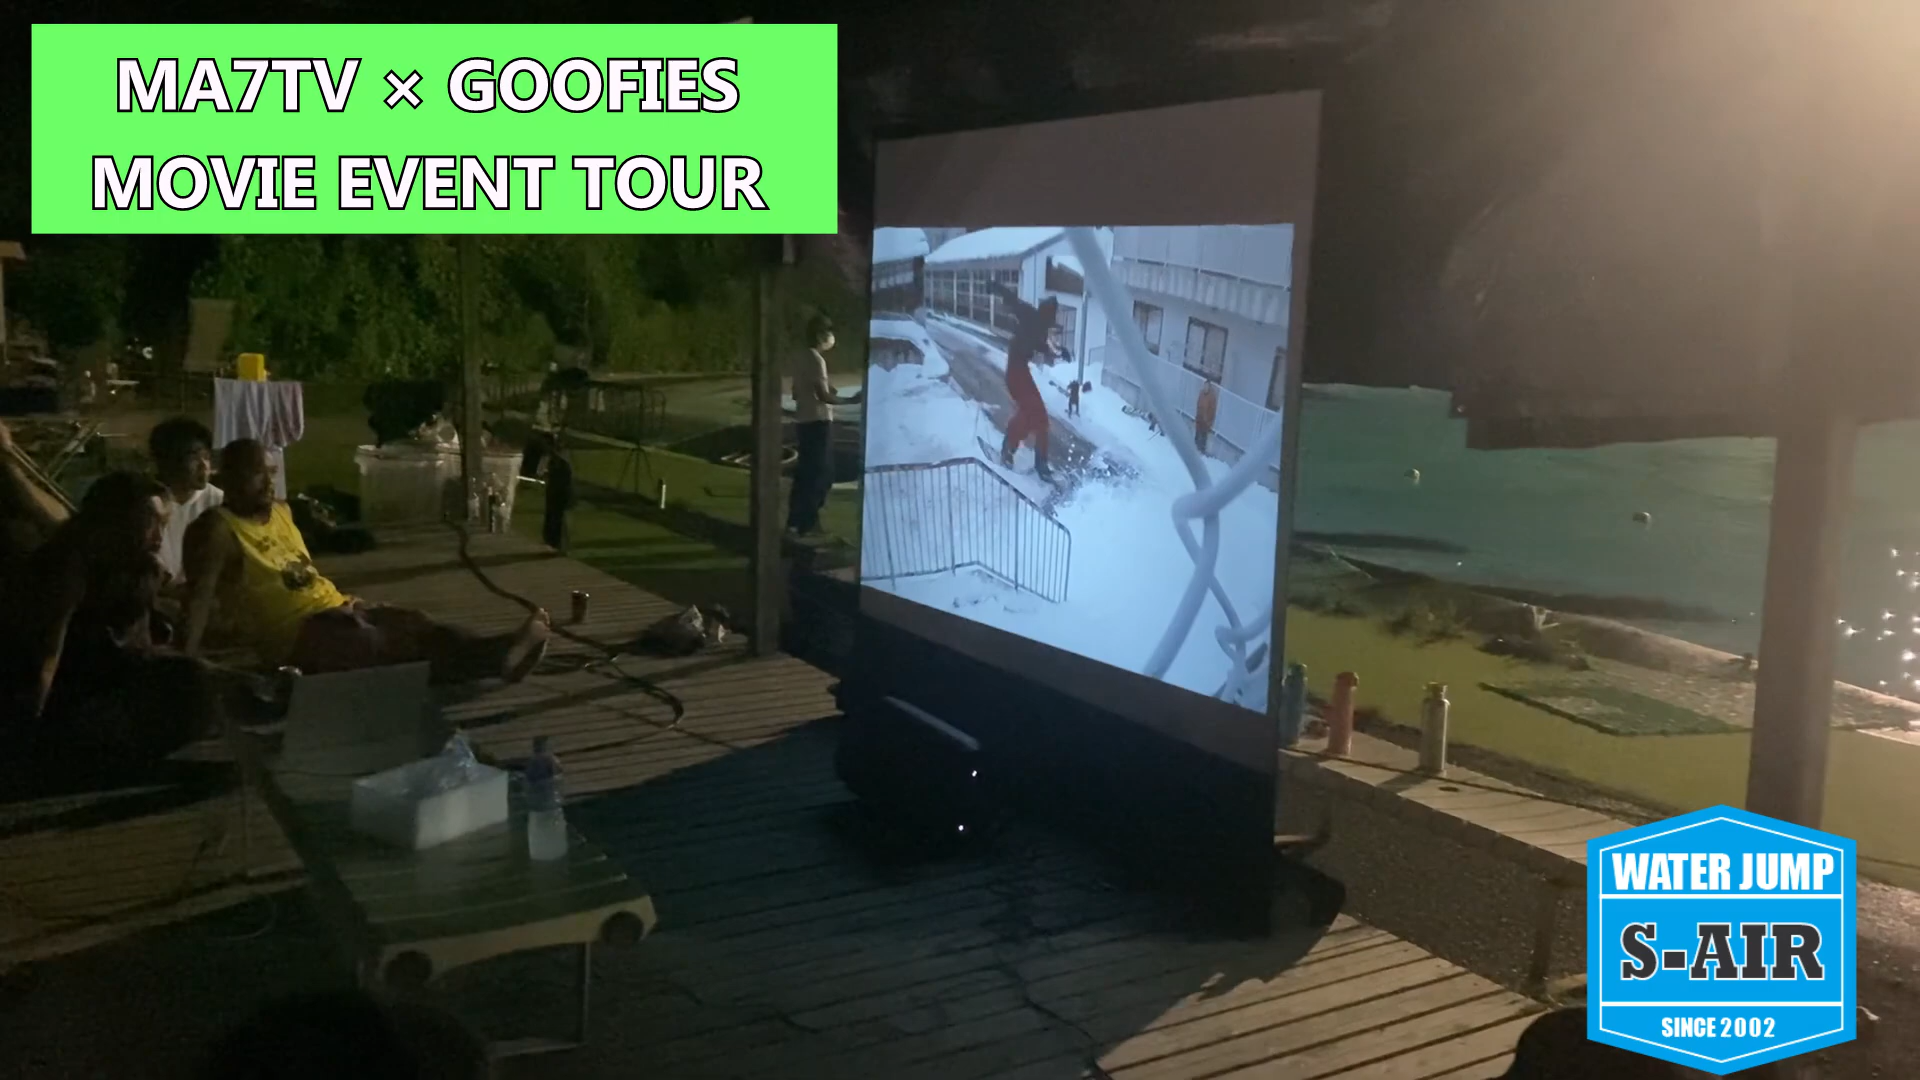 MA7TV × GOOFIES
MOVIE EVENT TOUR
WATER JUMP
S-AIR
SINCE 2002